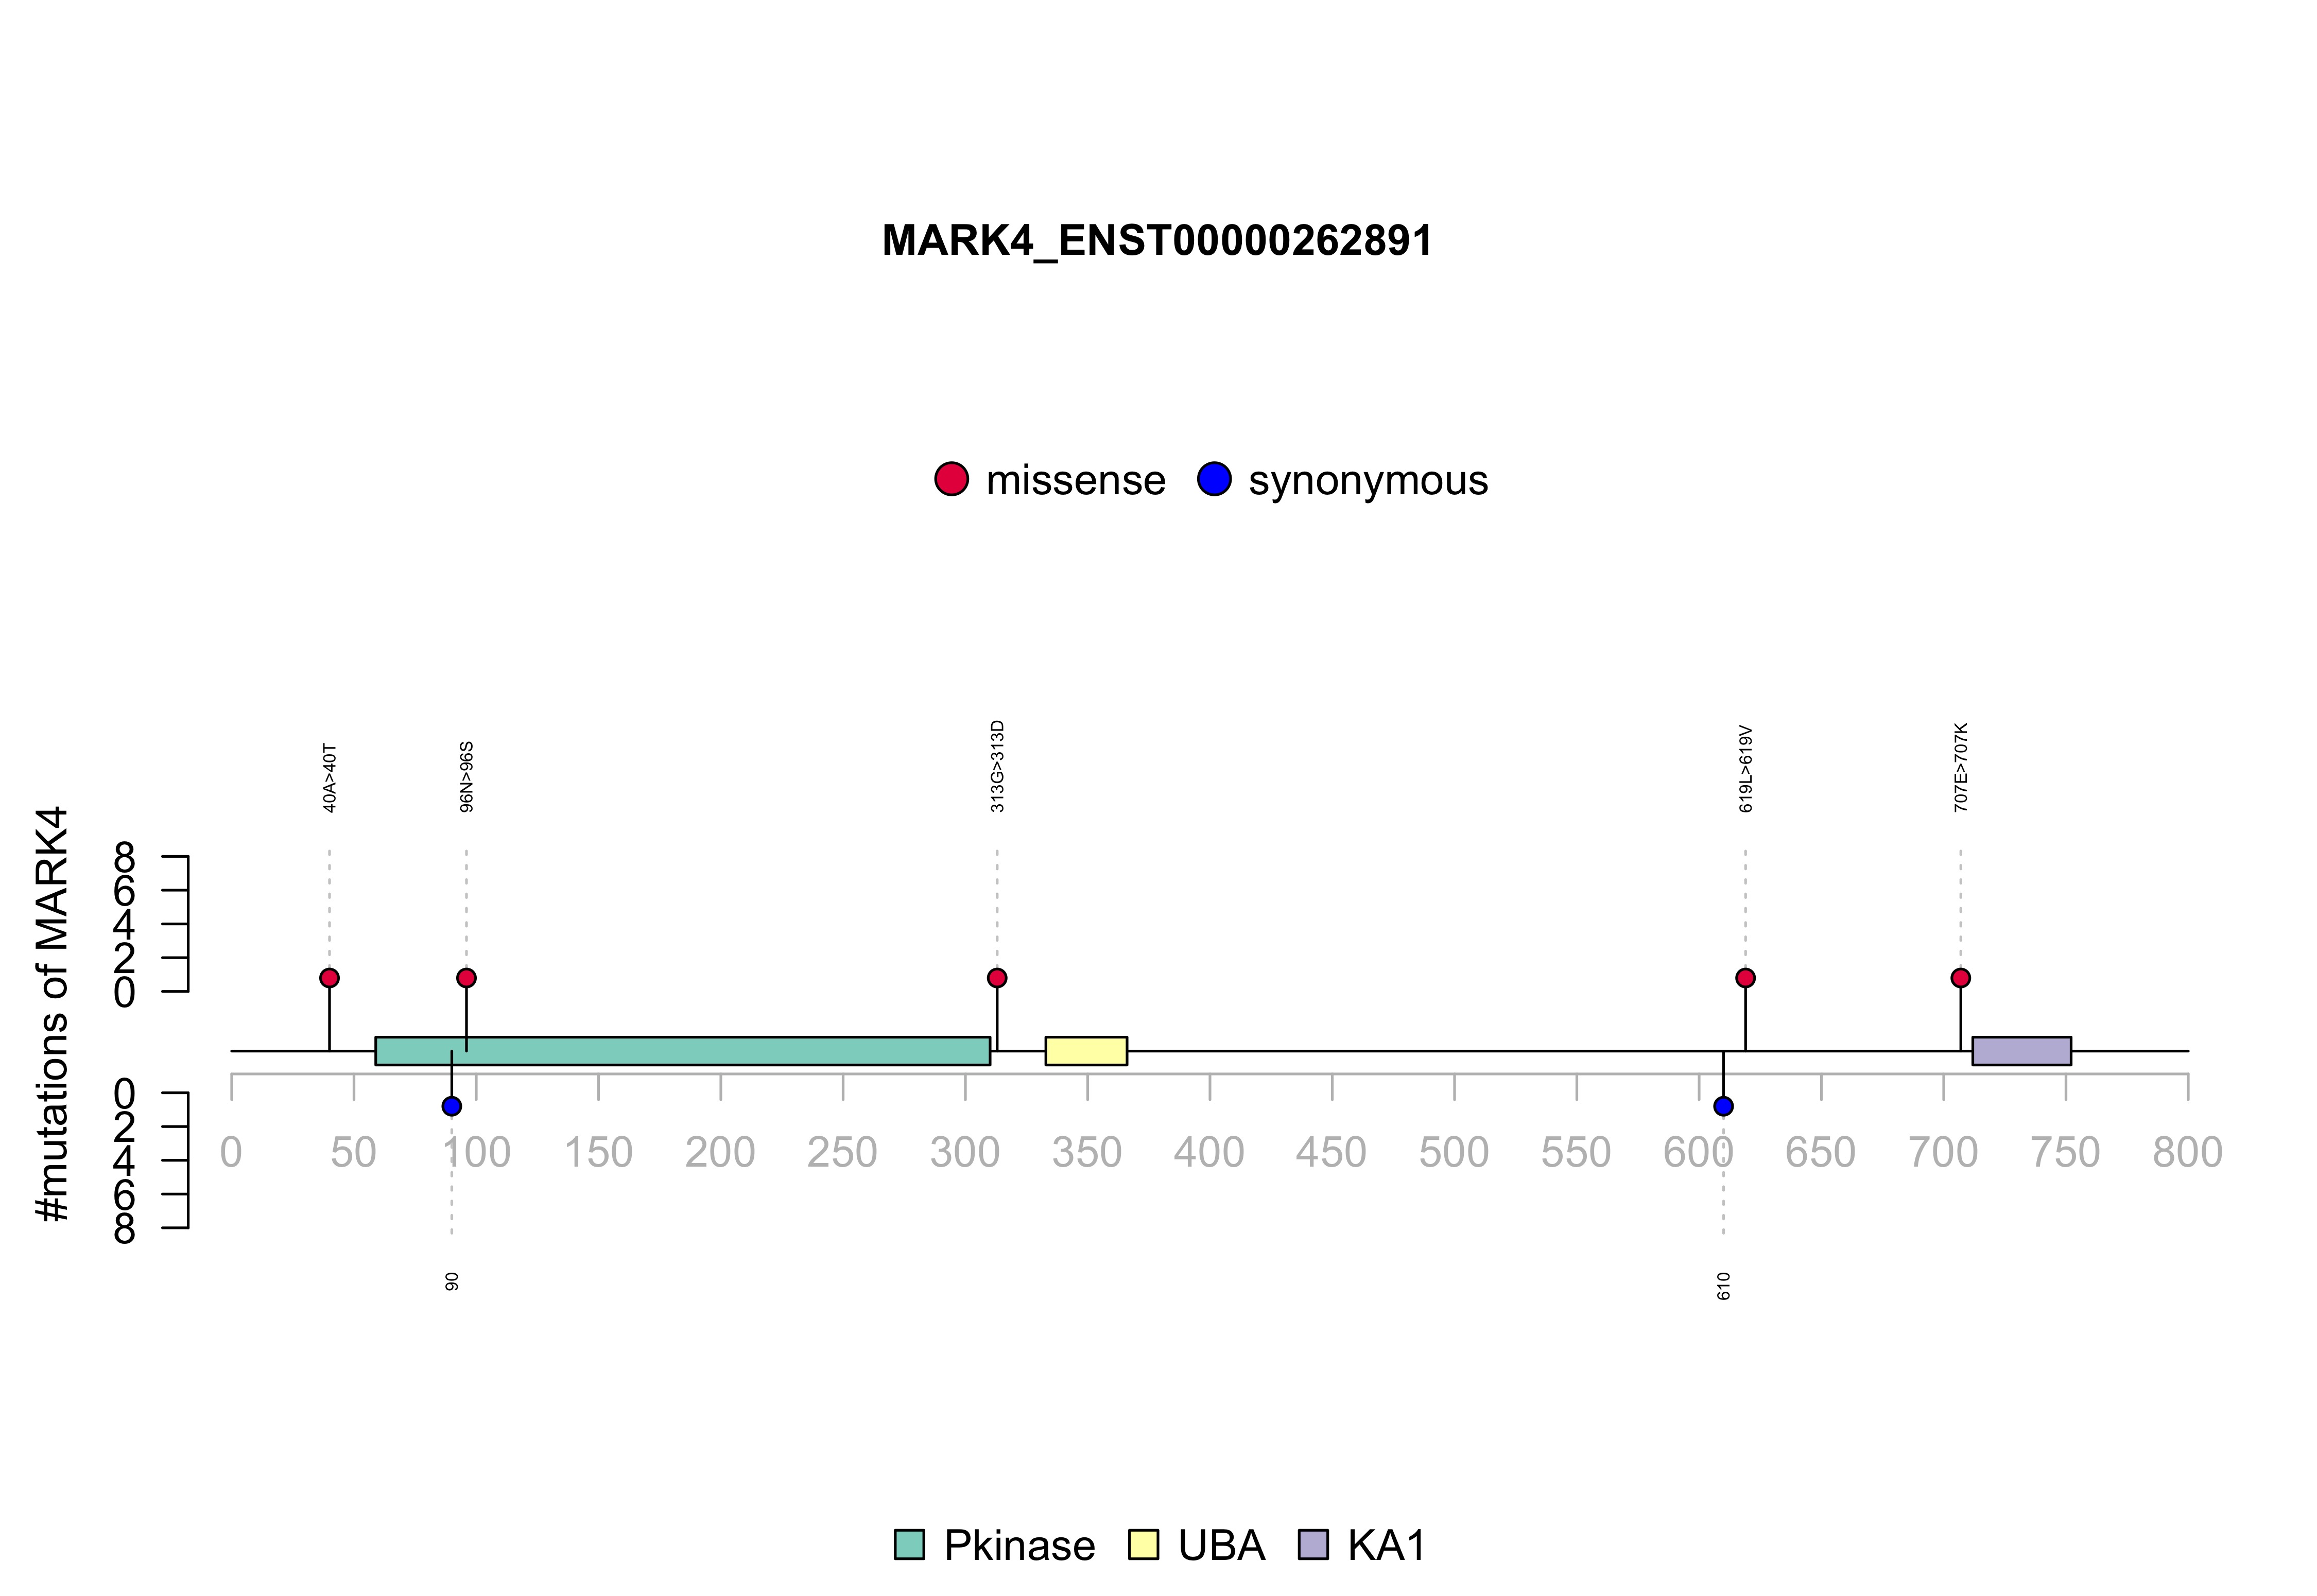 MARK4_ENST00000262891
missense synonymous
40A>40T
96N>96S
313G>313D
619L>619V
707E>707K
#mutations of MARK4
8
6
4
2
0
0
2
4
6
8
0 50 100 150 200 250 300 350 400 450 500 550 600 650 700 750 800
90
610
Pkinase UBA KA1